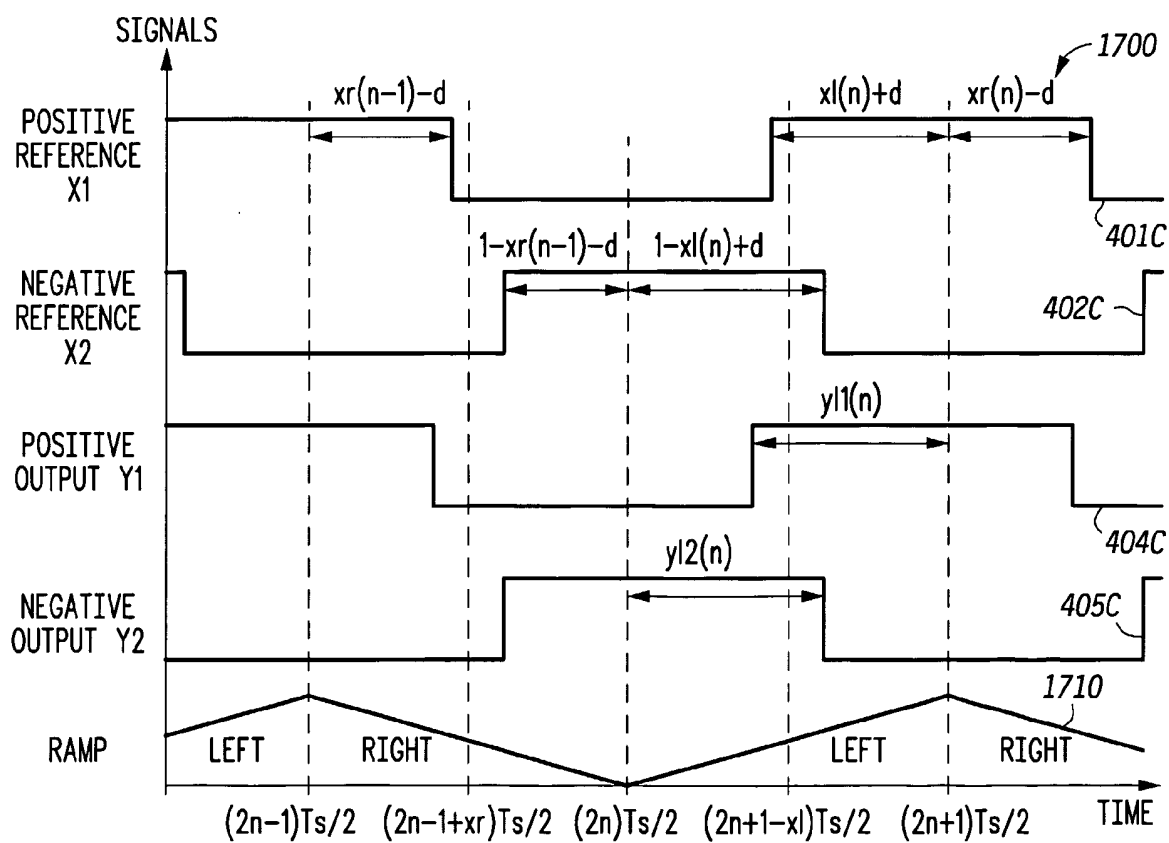 SIGNALS
1700
xr(n-1)-d
xl(n)+d
xr(n)-d
POSITIVE
REFERENCE
X1
401C
1-xr(n-1)-d
1-xl(n)+d
NEGATIVE
REFERENCE
X2
402C
yl1(n)
POSITIVE
OUTPUT Y1
404C
yl2(n)
NEGATIVE
OUTPUT Y2
405C
1710
RAMP
LEFT
RIGHT
LEFT
RIGHT
(2n-1)Ts/2
(2n-1+xr)Ts/2
(2n)Ts/2
(2n+1-xl)Ts/2
(2n+1)Ts/2
TIME